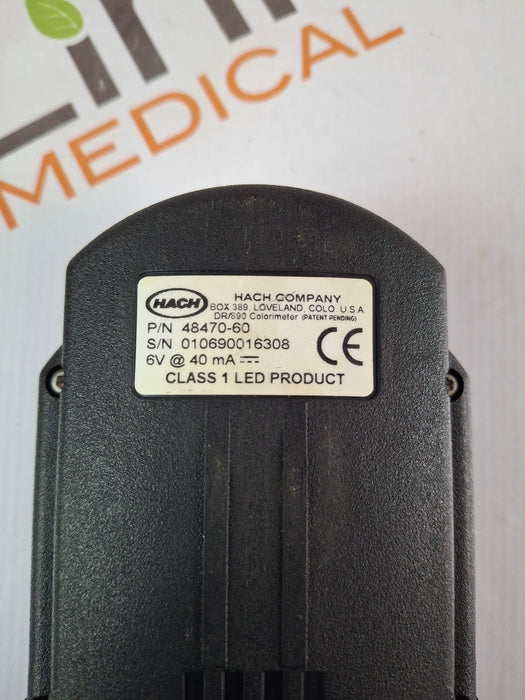 MEDICAL
HACH
HACH COMPANY
BOX 389, LOVELAND, COLO. U.S.A.
DR/890 Colorimeter (PATENT PENDING)
P/N 48470-60
S/N 010690016308
6V @ 40 mA
CE
CLASS 1 LED PRODUCT